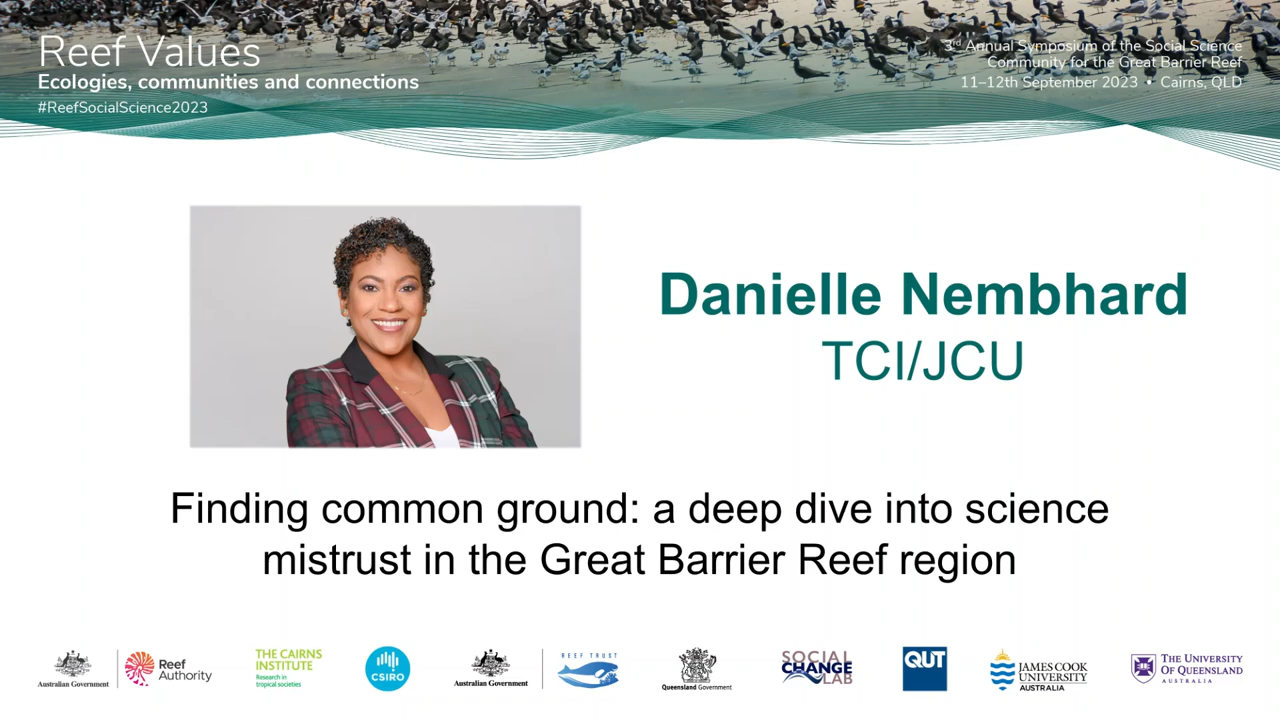 Reef Values
Ecologies, communities and connections
#ReefSocialScience2023
3rd Annual Symposium of the Social Science
Community for the Great Barrier Reef
11–12th September 2023 • Cairns, QLD
Danielle Nembhard
TCI/JCU
Finding common ground: a deep dive into science
mistrust in the Great Barrier Reef region
Australian Government
Reef
Authority
THE CAIRNS
INSTITUTE
Research in
tropical societies
CSIRO
Australian Government
REEF TRUST
Queensland Government
SOCIAL
CHANGE
LAB
QUT
JAMES COOK
UNIVERSITY
AUSTRALIA
THE UNIVERSITY
OF QUEENSLAND
AUSTRALIA